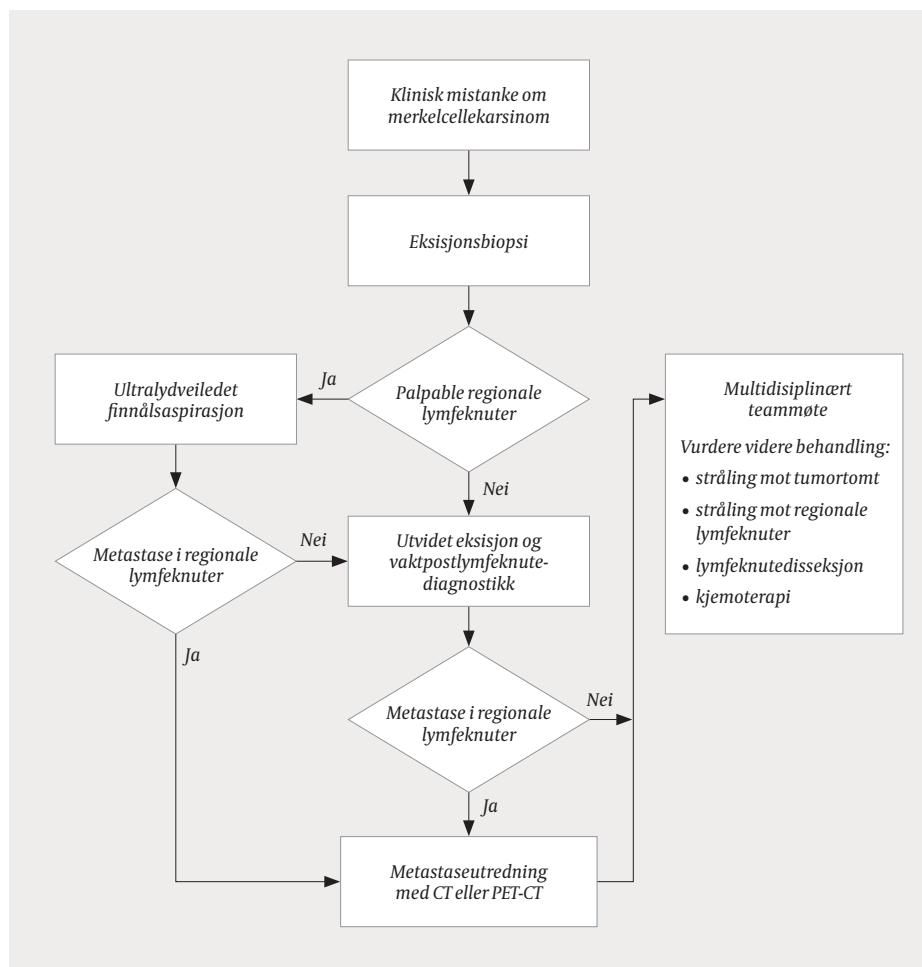 Klinisk mistanke om
merkelcellekarsinom
Eksisjonsbiopsi
Palpable regionale
lymfeknuter
Ja
Ultralydveiledet
finnålsaspirasjon
Nei
Metastase i regionale
lymfeknuter
Nei
Utvidet eksisjon og
vaktpostlymfeknute-
diagnostikk
Ja
Metastase i regionale
lymfeknuter
Nei
Ja
Metastaseutredning
med CT eller PET-CT
Multidisiplinært
teammøte
Vurdere videre behandling:
• stråling mot tumortomt
• stråling mot regionale
lymfeknuter
• lymfeknutedisseksjon
• kjemoterapi